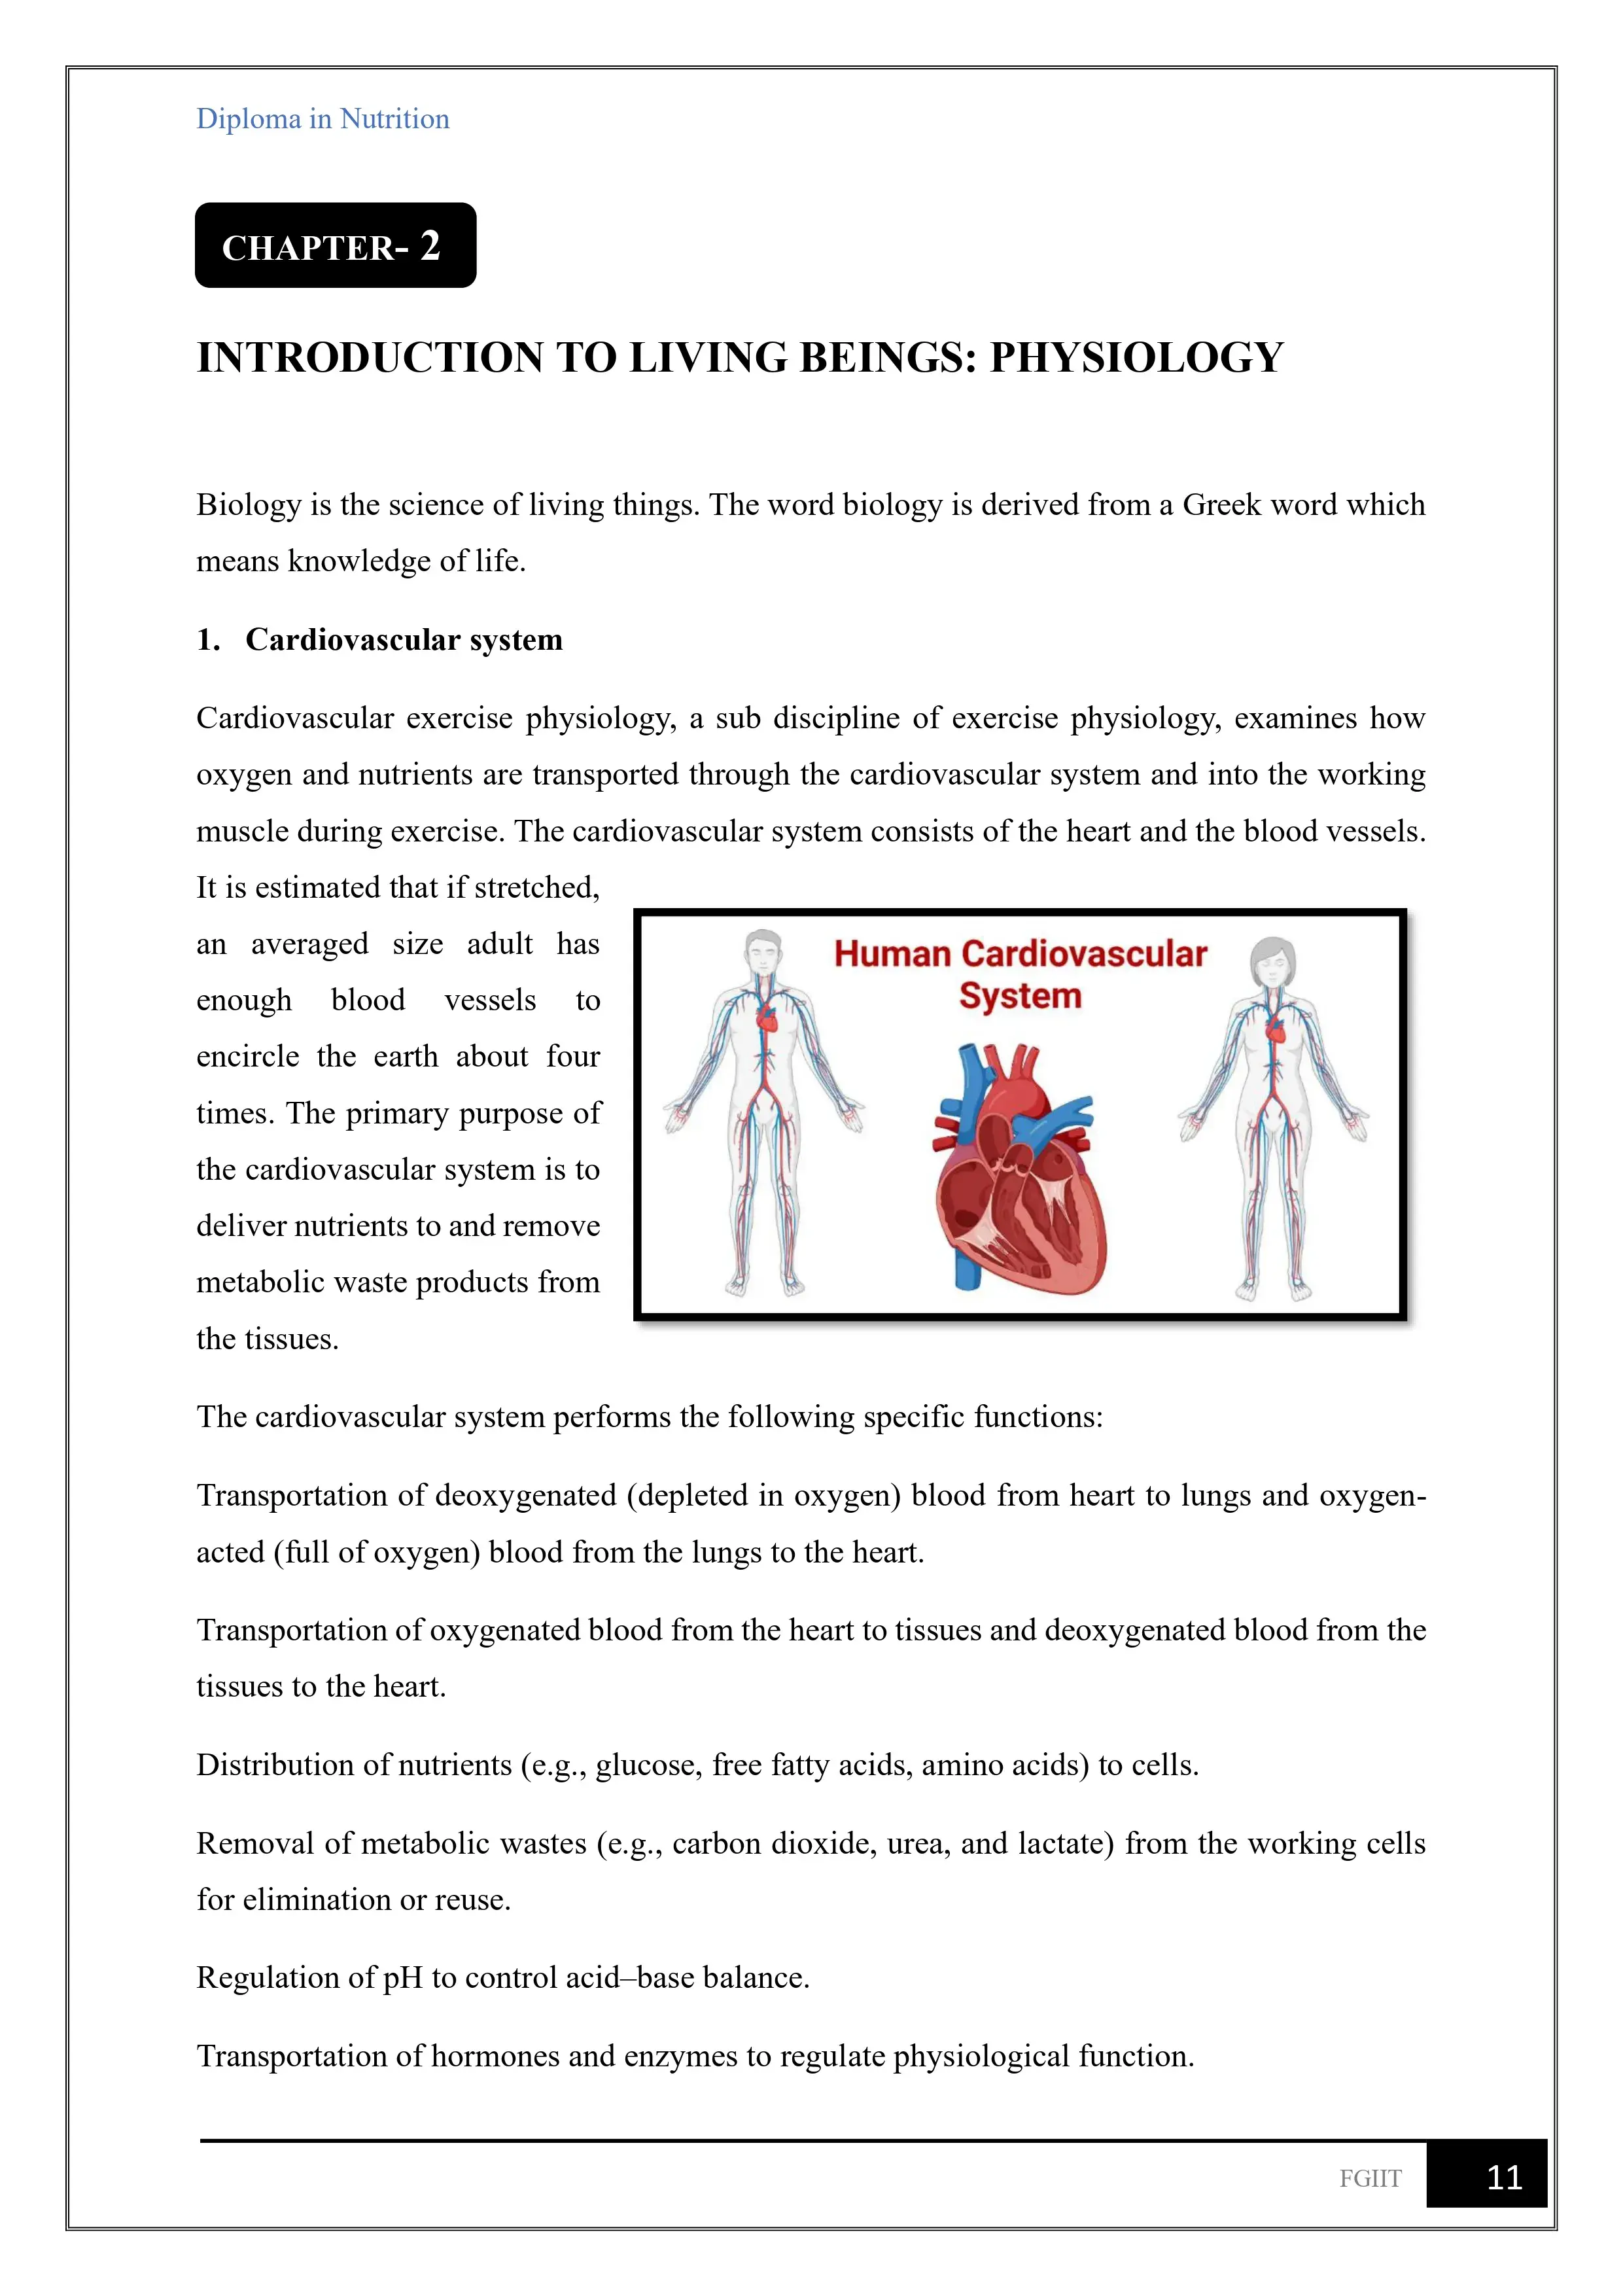 Diploma in Nutrition
CHAPTER- 2
INTRODUCTION TO LIVING BEINGS: PHYSIOLOGY
Biology is the science of living things. The word biology is derived from a Greek word which
means knowledge of life.
1. Cardiovascular system
Cardiovascular exercise physiology, a sub discipline of exercise physiology, examines how
oxygen and nutrients are transported through the cardiovascular system and into the working
muscle during exercise. The cardiovascular system consists of the heart and the blood vessels.
It is estimated that if stretched,
an averaged size adult has
enough blood vessels to
encircle the earth about four
times. The primary purpose of
the cardiovascular system is to
deliver nutrients to and remove
metabolic waste products from
the tissues.
Human Cardiovascular
System
The cardiovascular system performs the following specific functions:
Transportation of deoxygenated (depleted in oxygen) blood from heart to lungs and oxygen-
acted (full of oxygen) blood from the lungs to the heart.
Transportation of oxygenated blood from the heart to tissues and deoxygenated blood from the
tissues to the heart.
Distribution of nutrients (e.g., glucose, free fatty acids, amino acids) to cells.
Removal of metabolic wastes (e.g., carbon dioxide, urea, and lactate) from the working cells
for elimination or reuse.
Regulation of pH to control acid–base balance.
Transportation of hormones and enzymes to regulate physiological function.
FGIIT 11